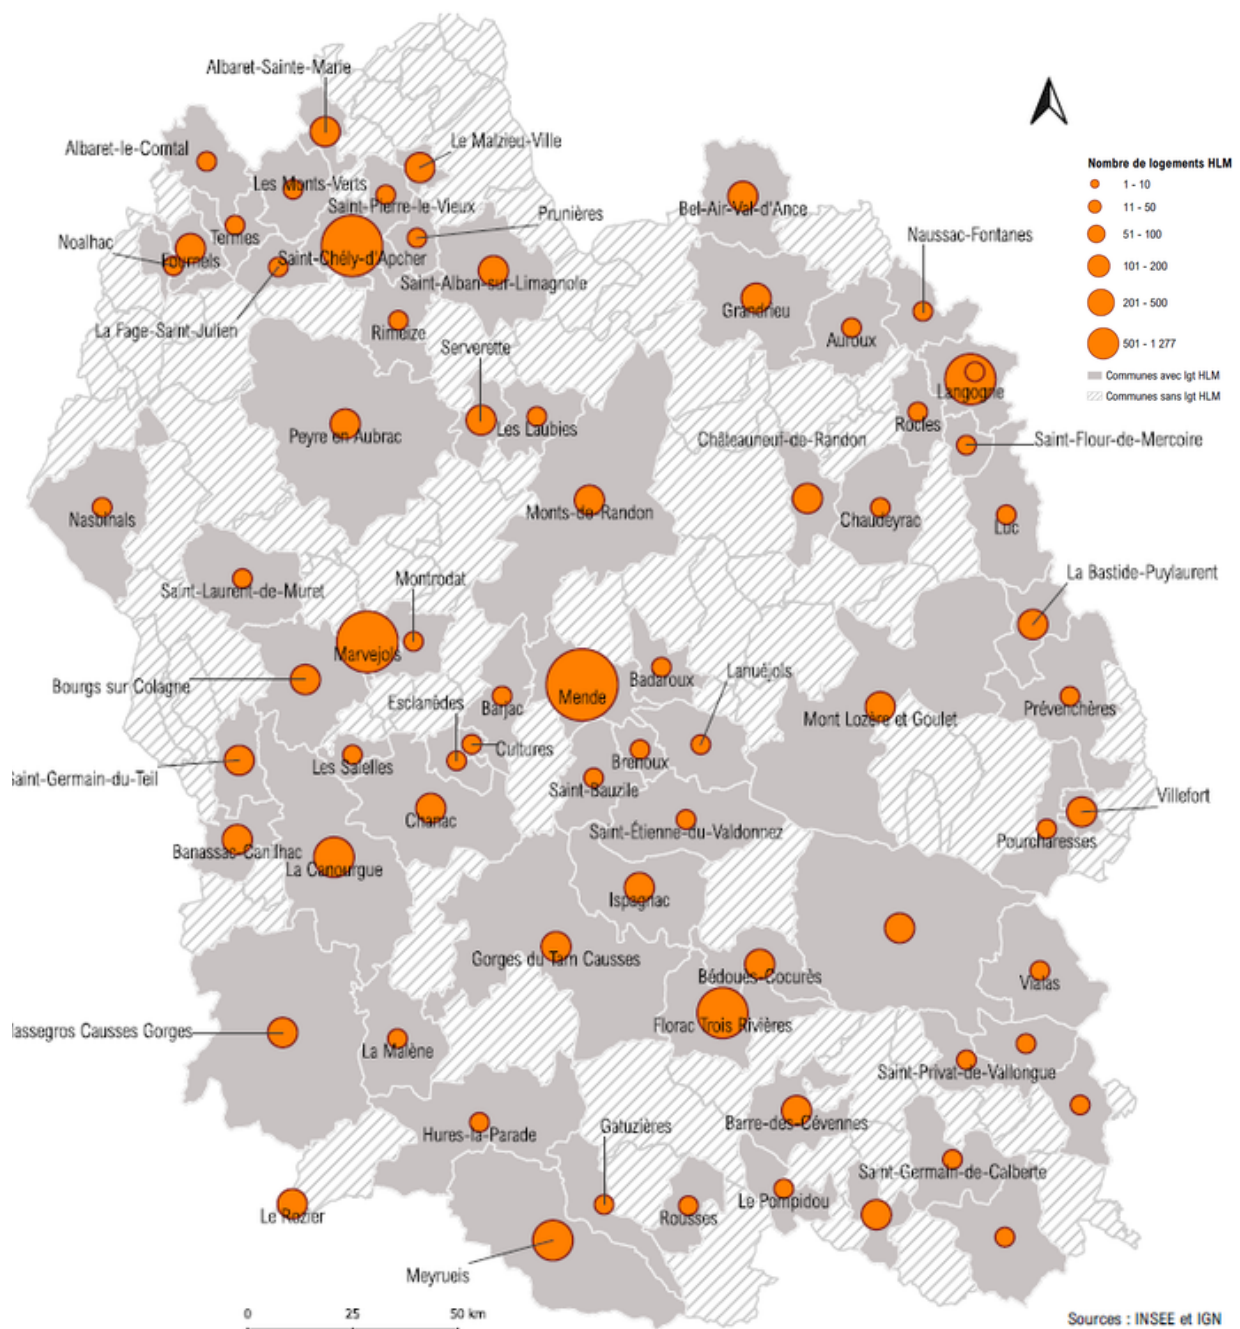 Albaret-Sainte-Marie
Albaret-le-Comtal
Le Malzieu-Ville
Les Monts-Verts
Saint-Pierre-le-Vieux
Prunières
Bel-Air-Val-d'Ance
Naussac-Fontanes
Noalhac
Termes
Fournels
Saint-Chély-d'Apcher
Saint-Alban-sur-Limagnole
La Fage-Saint-Julien
Rimeize
Grandrieu
Auroux
Serverette
Langogne
Peyre en Aubrac
Les Laubies
Châteauneuf-de-Randon
Rocles
Saint-Flour-de-Mercoire
Nasbinals
Monts-de-Randon
Chaudeyrac
Luc
Saint-Laurent-de-Muret
Montrodat
La Bastide-Puylaurent
Marvejols
Bourgs sur Colagne
Esclanèdes
Barjac
Mende
Badaroux
Lanuéjols
Mont Lozère et Goulet
Prévenchères
Les Salelles
Cultures
Brenoux
aint-Germain-du-Teil
Saint-Bauzile
Chanac
Saint-Étienne-du-Valdonnez
Villefort
Pourcharesses
Banassac-Canilhac
La Canourgue
Ispagnac
Gorges du Tarn Causses
Bédouès-Cocurès
Vialas
Florac Trois Rivières
lassegros Causses Gorges
La Malène
Saint-Privat-de-Vallongue
Hures-la-Parade
Gatuzières
Barre-des-Cévennes
Saint-Germain-de-Calberte
Le Rozier
Rousses
Le Pompidou
Meyrueis
Nombre de logements HLM
1 - 10
11 - 50
51 - 100
101 - 200
201 - 500
501 - 1 277
Communes avec lgt HLM
Communes sans lgt HLM
0 25 50 km
Sources : INSEE et IGN